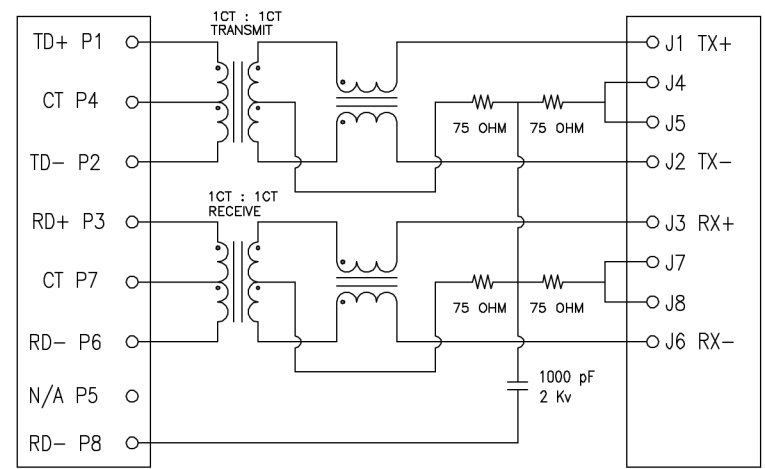 1CT : 1CT
TRANSMIT
TD+ P1
J1 TX+
J4
CT P4
75 OHM
75 OHM
J5
TD- P2
J2 TX-
1CT : 1CT
RECEIVE
RD+ P3
J3 RX+
J7
CT P7
75 OHM
75 OHM
J8
RD- P6
J6 RX-
1000 pF
2 Kv
N/A P5
RD- P8